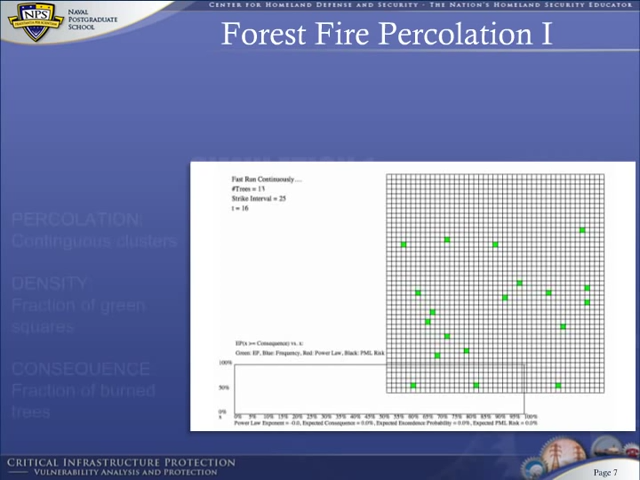 CENTER FOR HOMELAND DEFENSE AND SECURITY · THE NATION'S HOMELAND SECURITY EDUCATOR
NPS
NAVAL
POSTGRADUATE
SCHOOL
Forest Fire Percolation I
Fast Run Continuously....
#Trees = 13
Strike Interval = 25
t = 16
PERCOLATION:
Continguous clusters
DENSITY:
Fraction of green
squares
CONSEQUENCE:
Fraction of burned
trees
EP(x >= Consequence) vs. x:
Green: EP, Blue: Frequency, Red: Power Law, Black: PML Risk
100%
50%
0%
x 0% 5% 10% 15% 20% 25% 30% 35% 40% 45% 50% 55% 60% 65% 70% 75% 80% 85% 90% 95% 100%
Power Law Exponent = -0.0, Expected Consequence = 0.0%, Expected Exceedence Probability = 0.0%, Expected PML Risk = 0.0%
CRITICAL INFRASTRUCTURE PROTECTION
VULNERABILITY ANALYSIS AND PROTECTION
Page 7